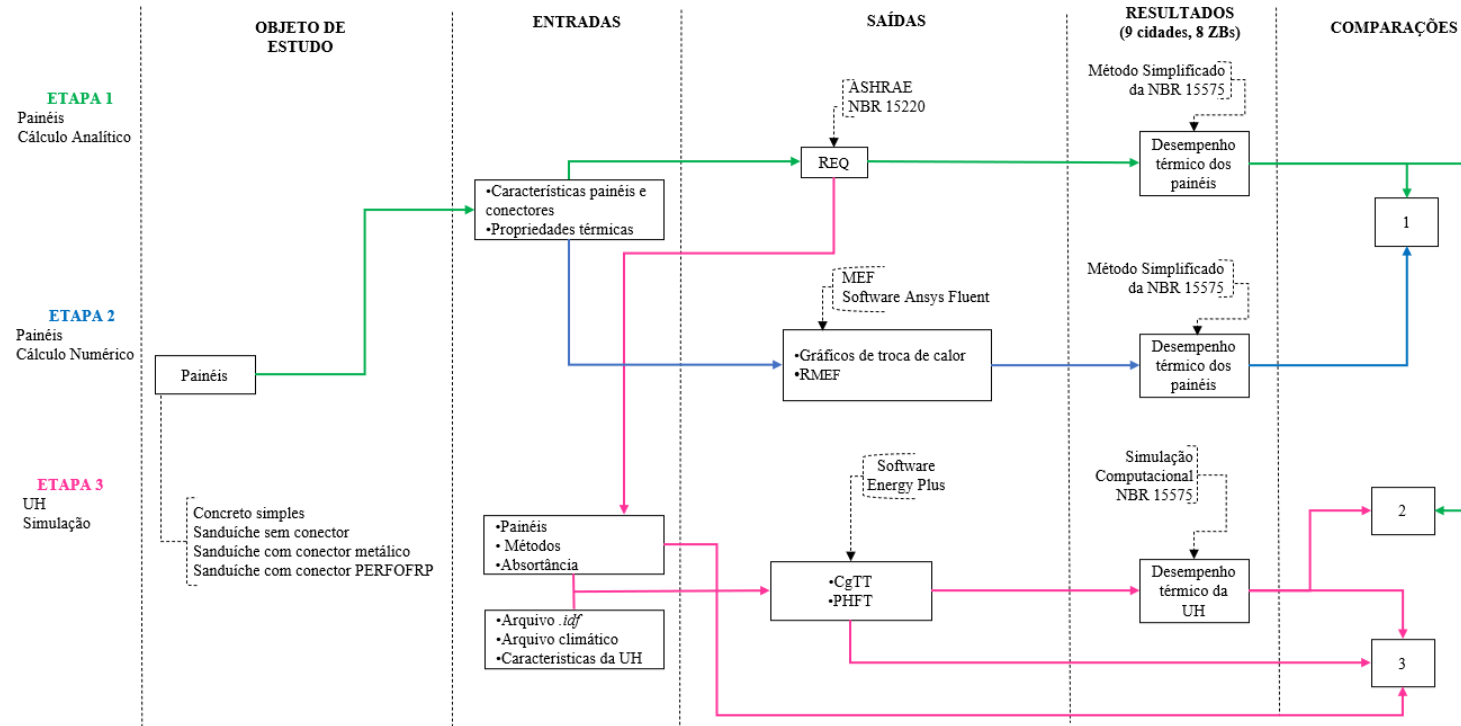 OBJETO DE
ESTUDO
ENTRADAS
SAÍDAS
RESULTADOS
(9 cidades, 8 ZBs)
COMPARAÇÕES
ETAPA 1
Painéis
Cálculo Analítico
ASHRAE
NBR 15220
Método Simplificado
da NBR 15575
•Características painéis e
conectores
•Propriedades térmicas
REQ
Desempenho
térmico dos
painéis
1
ETAPA 2
Painéis
Cálculo Numérico
Painéis
MEF
Software Ansys Fluent
•Gráficos de troca de calor
•RMEF
Método Simplificado
da NBR 15575
Desempenho
térmico dos
painéis
ETAPA 3
UH
Simulação
Concreto simples
Sanduíche sem conector
Sanduíche com conector metálico
Sanduíche com conector PERFOFRP
•Painéis
• Métodos
•Absortância
•Arquivo .idf
•Arquivo climático
•Caracteristicas da UH
Software
Energy Plus
•CgTT
•PHFT
Simulação
Computacional
NBR 15575
Desempenho
térmico da
UH
2
3